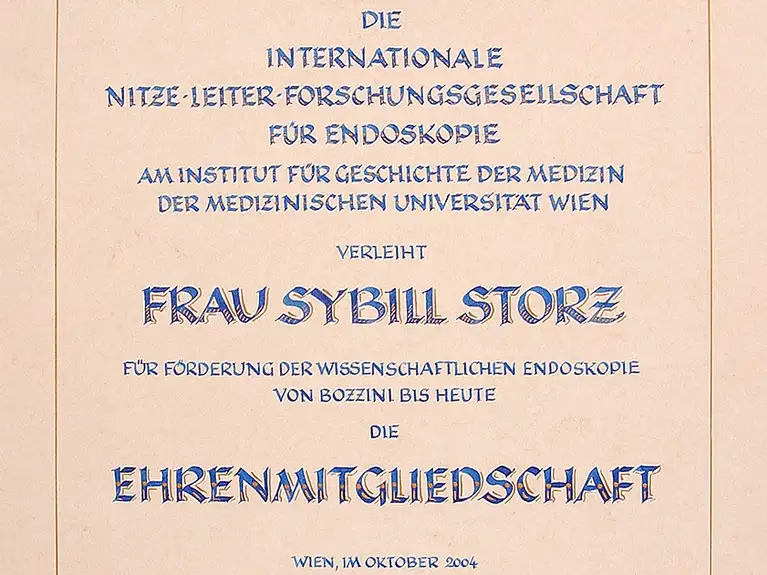 DIE
INTERNATIONALE
NITZE-LEITER-FORSCHUNGSGESELLSCHAFT
FÜR ENDOSKOPIE
AM INSTITUT FÜR GESCHICHTE DER MEDIZIN
DER MEDIZINISCHEN UNIVERSITÄT WIEN
VERLEIHT
FRAU SYBILL STORZ
FÜR FÖRDERUNG DER WISSENSCHAFTLICHEN ENDOSKOPIE
VON BOZZINI BIS HEUTE
DIE
EHRENMITGLIEDSCHAFT
WIEN, IM OKTOBER 2004